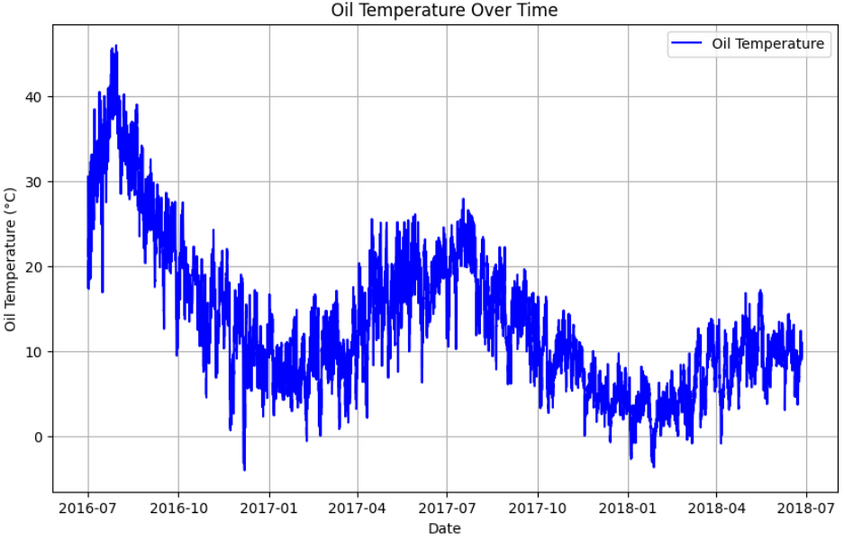 Oil Temperature Over Time
Oil Temperature
Oil Temperature (°C)
40
30
20
10
0
2016-07 2016-10 2017-01 2017-04 2017-07 2017-10 2018-01 2018-04 2018-07
Date